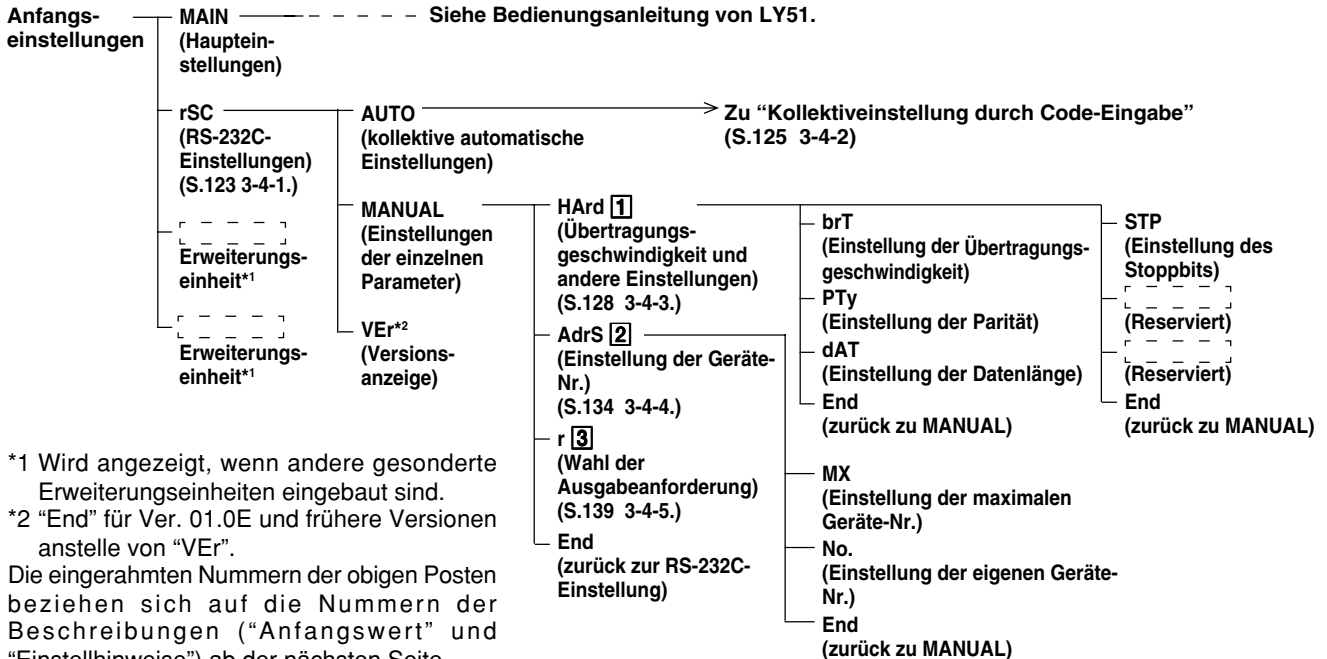 Anfangs-
einstellungen
MAIN
(Hauptein-
stellungen)
Siehe Bedienungsanleitung von LY51.
rSC
(RS-232C-
Einstellungen)
(S.123 3-4-1.)
Erweiterungs-
einheit*1
Erweiterungs-
einheit*1
AUTO
(kollektive automatische
Einstellungen)
Zu “Kollektiveinstellung durch Code-Eingabe”
(S.125 3-4-2)
MANUAL
(Einstellungen
der einzelnen
Parameter)
VEr*2
(Versions-
anzeige)
HArd 1
(Übertragungs-
geschwindigkeit und
andere Einstellungen)
(S.128 3-4-3.)
AdrS 2
(Einstellung der Geräte-
Nr.)
(S.134 3-4-4.)
r 3
(Wahl der
Ausgabeanforderung)
(S.139 3-4-5.)
End
(zurück zur RS-232C-
Einstellung)
brT
(Einstellung der Übertragungs-
geschwindigkeit)
PTy
(Einstellung der Parität)
dAT
(Einstellung der Datenlänge)
End
(zurück zu MANUAL)
STP
(Einstellung des
Stoppbits)
(Reserviert)
(Reserviert)
End
(zurück zu MANUAL)
MX
(Einstellung der maximalen
Geräte-Nr.)
No.
(Einstellung der eigenen Geräte-
Nr.)
End
(zurück zu MANUAL)
*1 Wird angezeigt, wenn andere gesonderte
Erweiterungseinheiten eingebaut sind.
*2 “End” für Ver. 01.0E und frühere Versionen
anstelle von “VEr”.
Die eingerahmten Nummern der obigen Posten
beziehen sich auf die Nummern der
Beschreibungen (“Anfangswert” und
“Einstellhinweise”) ab der nächsten Seite.